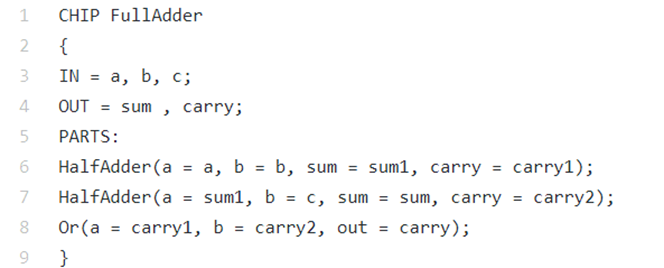 1 CHIP FullAdder
2 {
3 IN = a, b, c;
4 OUT = sum , carry;
5 PARTS:
6 HalfAdder(a = a, b = b, sum = sum1, carry = carry1);
7 HalfAdder(a = sum1, b = c, sum = sum, carry = carry2);
8 Or(a = carry1, b = carry2, out = carry);
9 }